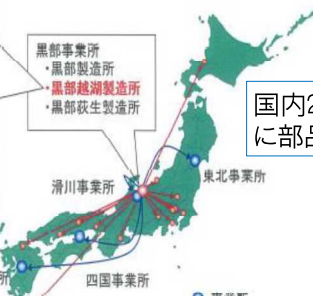 黒部事業所
・黒部製造所
・黒部越湖製造所
・黒部荻生製造所
国内2
に部品
東北事業所
滑川事業所
四国事業所
所